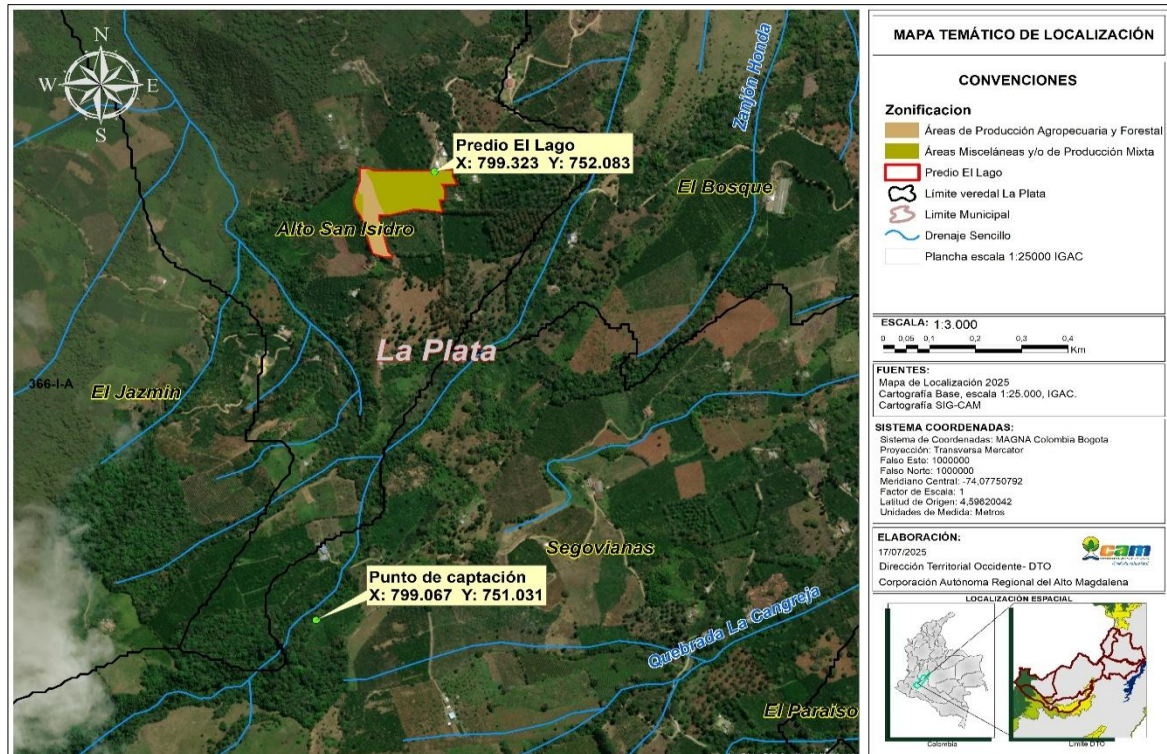 N
W
E
S
Zanjón Honda
Predio El Lago
X: 799.323 Y: 752.083
El Bosque
Alto San Isidro
La Plata
366-I-A
El Jazmin
Segovianas
Punto de captación
X: 799.067 Y: 751.031
Quebrada La Cangreja
El Paraiso
MAPA TEMÁTICO DE LOCALIZACIÓN
CONVENCIONES
Zonificacion
Áreas de Producción Agropecuaria y Forestal
Áreas Misceláneas y/o de Producción Mixta
Predio El Lago
Límite veredal La Plata
Limite Municipal
Drenaje Sencillo
Plancha escala 1:25000 IGAC
ESCALA: 1:3.000
0 0,05 0,1 0,2 0,3 0,4
Km
FUENTES:
Mapa de Localización 2025
Cartografía Base, escala 1:25.000, IGAC.
Cartografía SIG-CAM
SISTEMA COORDENADAS:
Sistema de Coordenadas: MAGNA Colombia Bogota
Proyección: Transversa Mercator
Falso Este: 1000000
Falso Norte: 1000000
Meridiano Central: -74,07750792
Factor de Escala: 1
Latitud de Origen: 4,59620042
Unidades de Medida: Metros
ELABORACIÓN:
17/07/2025
Dirección Territorial Occidente- DTO
Corporación Autónoma Regional del Alto Magdalena
cam
LOCALIZACIÓN ESPACIAL
Colombia
Límite DTO